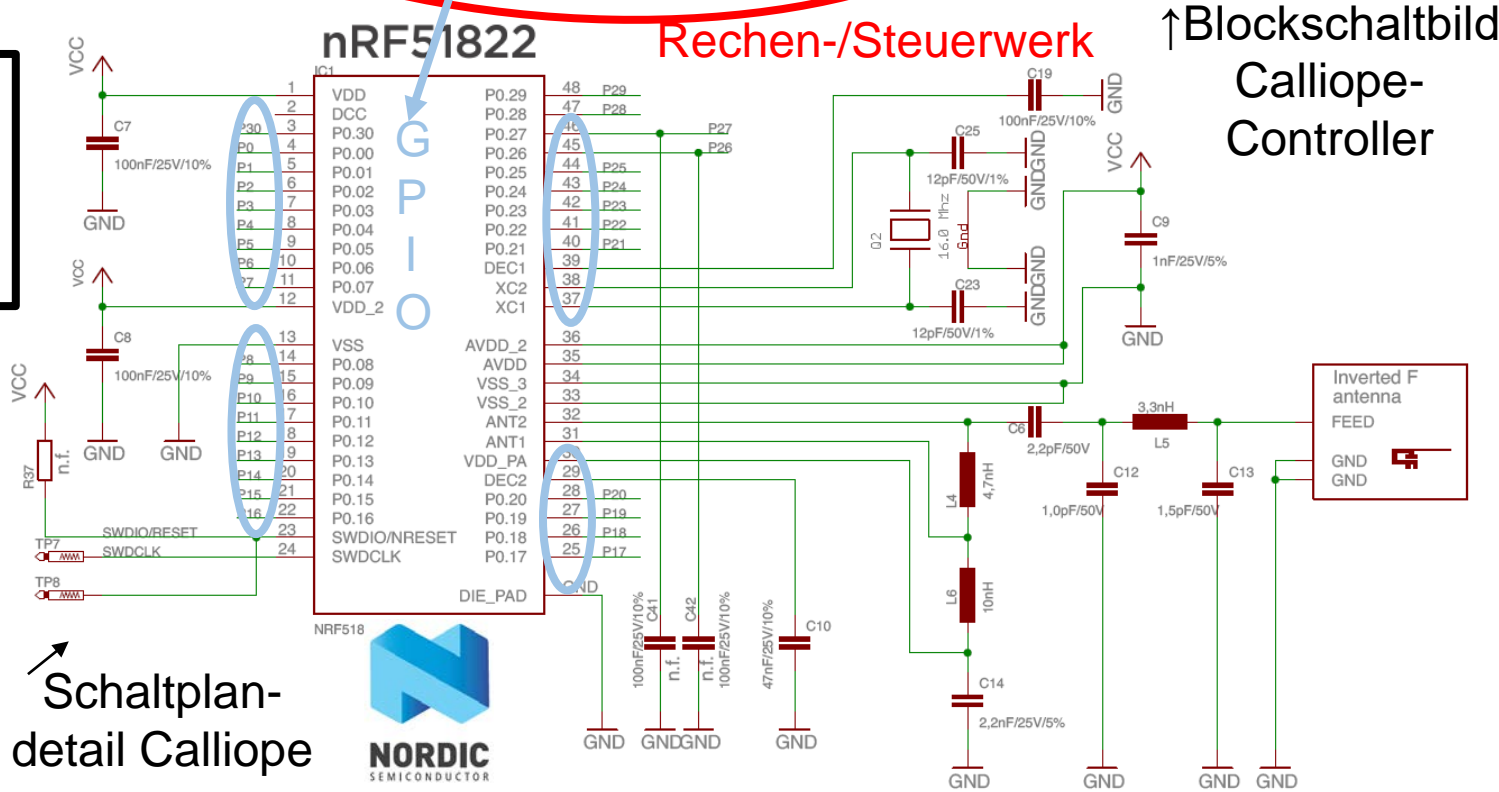 nRF51822
Rechen-/Steuerwerk
↑Blockschaltbild
Calliope-
Controller
IC1
GPIO
VCC
C7
100nF/25V/10%
GND
VCC
C8
100nF/25V/10%
GND
GND
VCC
R37
n.f.
SWDIO/RESET
SWDCLK
TP7
TP8
1 VDD
2 DCC
P30 3 P0.30
P0 4 P0.00
P1 5 P0.01
P2 6 P0.02
P3 7 P0.03
P4 8 P0.04
P5 9 P0.05
P6 10 P0.06
P7 11 P0.07
12 VDD_2
13 VSS
P8 14 P0.08
P9 15 P0.09
P10 16 P0.10
P11 7 P0.11
P12 8 P0.12
P13 9 P0.13
P14 20 P0.14
P15 21 P0.15
P16 22 P0.16
23 SWDIO/NRESET
24 SWDCLK
P0.29 48 P29
P0.28 47 P28
P0.27 46 P27
P0.26 45 P26
P0.25 44 P25
P0.24 43 P24
P0.23 42 P23
P0.22 41 P22
P0.21 40 P21
DEC1 39
XC2 38
XC1 37
AVDD_2 36
AVDD 35
VSS_3 34
VSS_2 33
ANT2 32
ANT1 31
VDD_PA 30
DEC2 29
P0.20 28 P20
P0.19 27 P19
P0.18 26 P18
P0.17 25 P17
DIE_PAD GND
NRF518
C19
100nF/25V/10%
GND
C25
12pF/50V/1%
GND
GND
Q2
16.0 Mhz
Gnd
GND
GND
C23
12pF/50V/1%
VCC
C9
1nF/25V/5%
GND
Inverted F
antenna
FEED
GND
GND
C6
2,2pF/50V
3,3nH
L5
C12
1,0pF/50V
C13
1,5pF/50V
L4
4,7nH
L6
10nH
C14
2,2nF/25V/5%
C41
100nF/25V/10%
n.f.
C42
100nF/25V/10%
n.f.
C10
47nF/25V/10%
GND
GND
GND
GND
GND
GND
GND
GND
Schaltplan-
detail Calliope
NORDIC
SEMICONDUCTOR